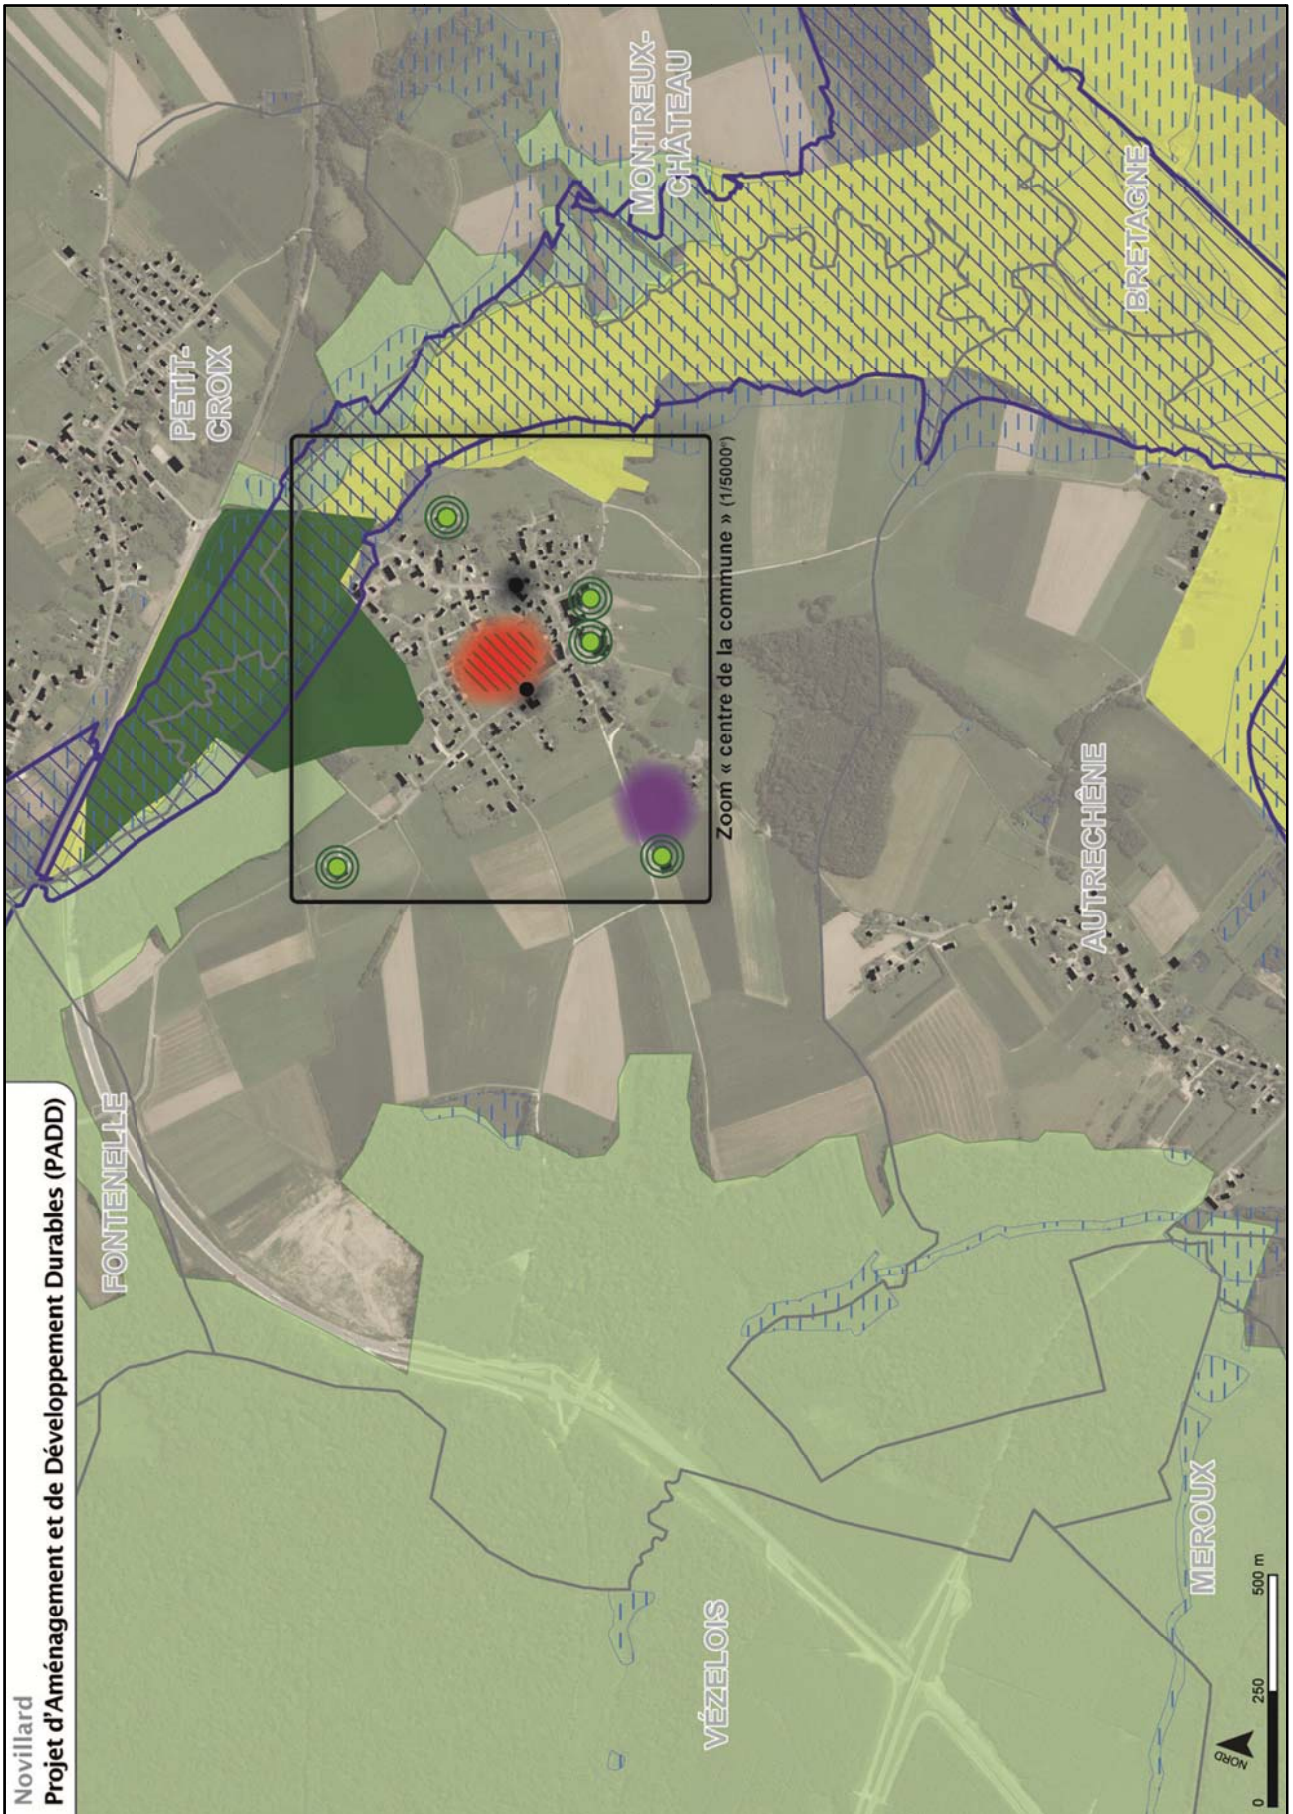 Novillard
Projet d'Aménagement et de Développement Durables (PADD)
FONTENELLE
PETIT-
CROIX
MONTREUX-
CHÂTEAU
Zoom « centre de la commune » (1/5000e)
BRETAGNE
VÉZELOIS
AUTRECHÊNE
MEROUX
NORD
0 250 500 m